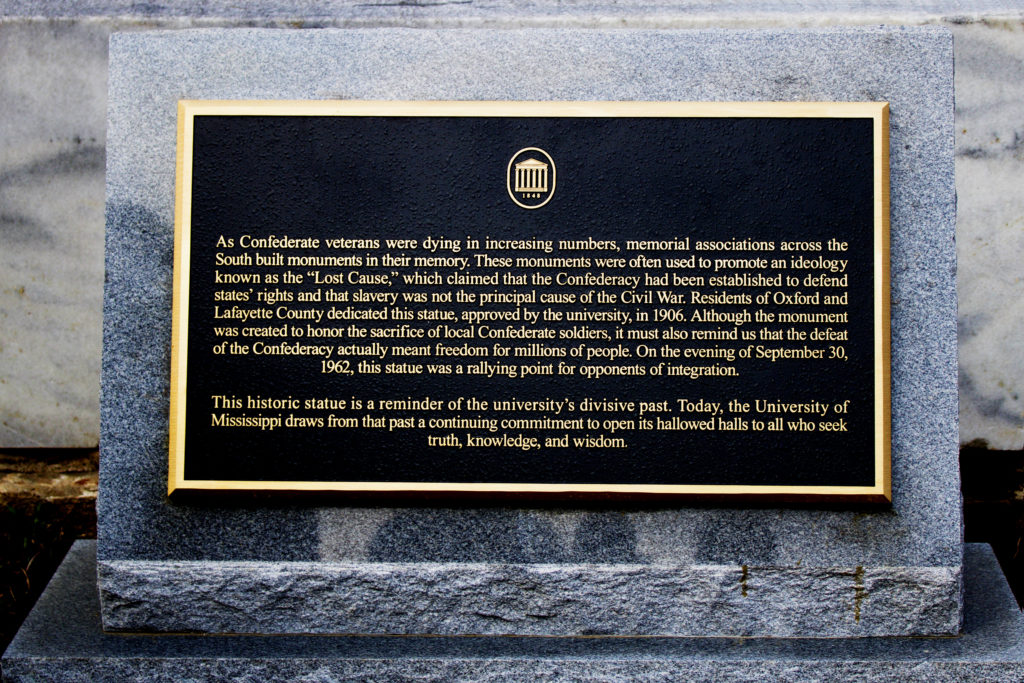 1848
As Confederate veterans were dying in increasing numbers, memorial associations across the
South built monuments in their memory. These monuments were often used to promote an ideology
known as the “Lost Cause,” which claimed that the Confederacy had been established to defend
states’ rights and that slavery was not the principal cause of the Civil War. Residents of Oxford and
Lafayette County dedicated this statue, approved by the university, in 1906. Although the monument
was created to honor the sacrifice of local Confederate soldiers, it must also remind us that the defeat
of the Confederacy actually meant freedom for millions of people. On the evening of September 30,
1962, this statue was a rallying point for opponents of integration.
This historic statue is a reminder of the university’s divisive past. Today, the University of
Mississippi draws from that past a continuing commitment to open its hallowed halls to all who seek
truth, knowledge, and wisdom.